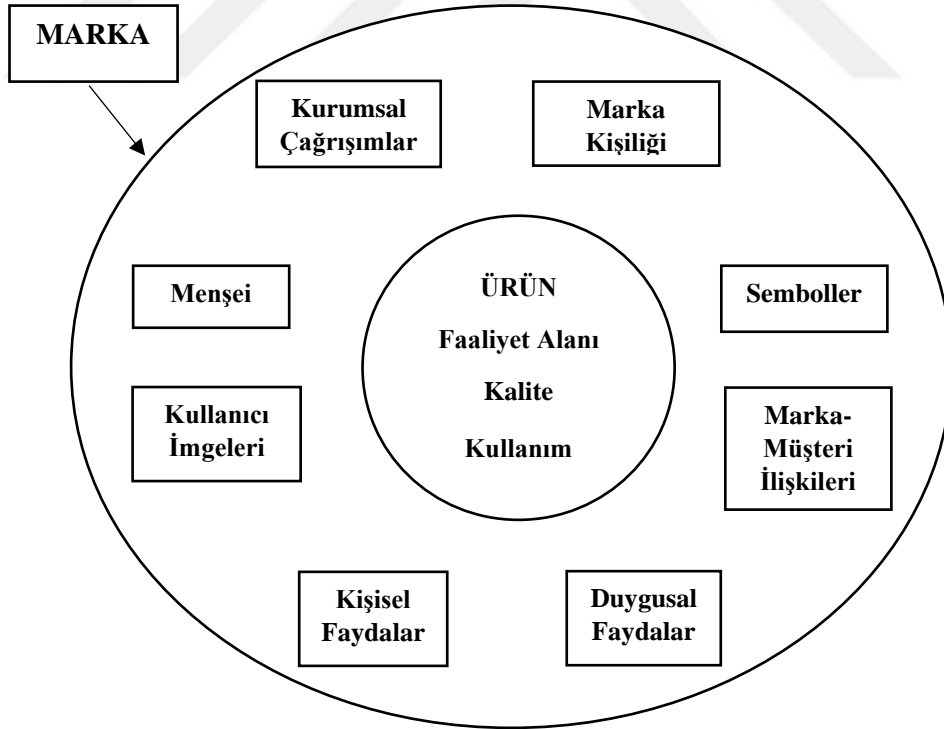 MARKA
Kurumsal
Çağrışımlar
Marka
Kişiliği
Menşei
ÜRÜN
Faaliyet Alanı
Kalite
Kullanım
Semboller
Kullanıcı
İmgeleri
Marka-
Müşteri
İlişkileri
Kişisel
Faydalar
Duygusal
Faydalar